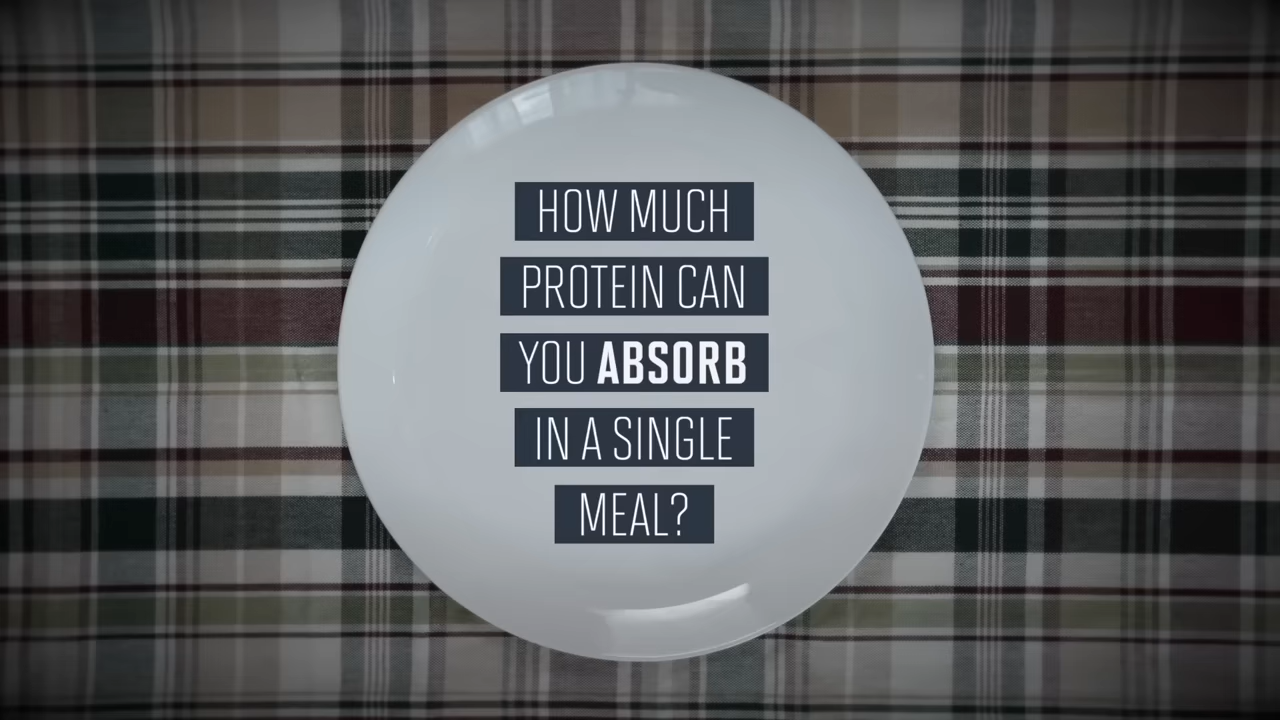 HOW MUCH
PROTEIN CAN
YOU ABSORB
IN A SINGLE
MEAL?